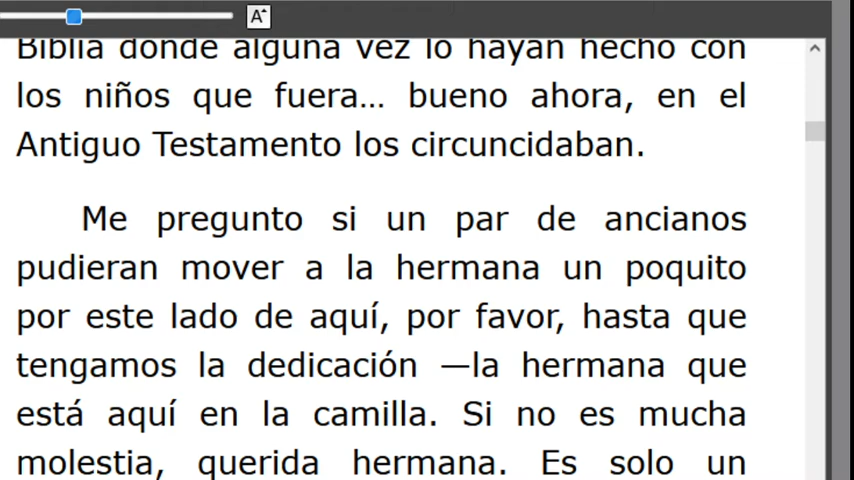 A
Biblia donde alguna vez lo hayan hecho con
los niños que fuera… bueno ahora, en el
Antiguo Testamento los circuncidaban.
Me pregunto si un par de ancianos
pudieran mover a la hermana un poquito
por este lado de aquí, por favor, hasta que
tengamos la dedicación —la hermana que
está aquí en la camilla. Si no es mucha
molestia, querida hermana. Es solo un